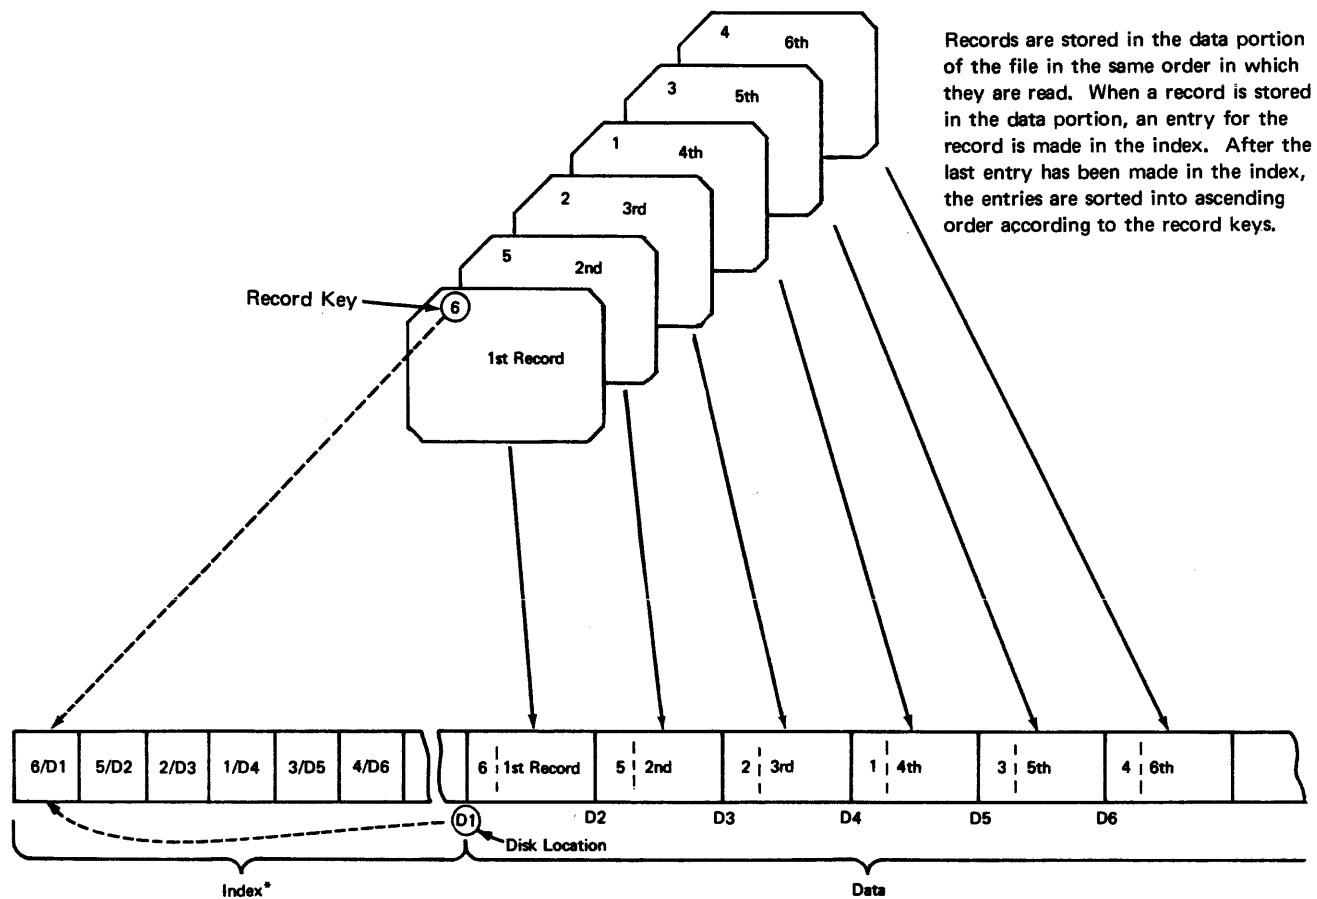 4 6th
3 5th
1 4th
2 3rd
5 2nd
Record Key 6
1st Record
Records are stored in the data portion
of the file in the same order in which
they are read. When a record is stored
in the data portion, an entry for the
record is made in the index. After the
last entry has been made in the index,
the entries are sorted into ascending
order according to the record keys.
6/D1 5/D2 2/D3 1/D4 3/D5 4/D6 6 1st Record 5 2nd 2 3rd 1 4th 3 5th 4 6th
D1 D2 D3 D4 D5 D6
Disk Location
Index* Data